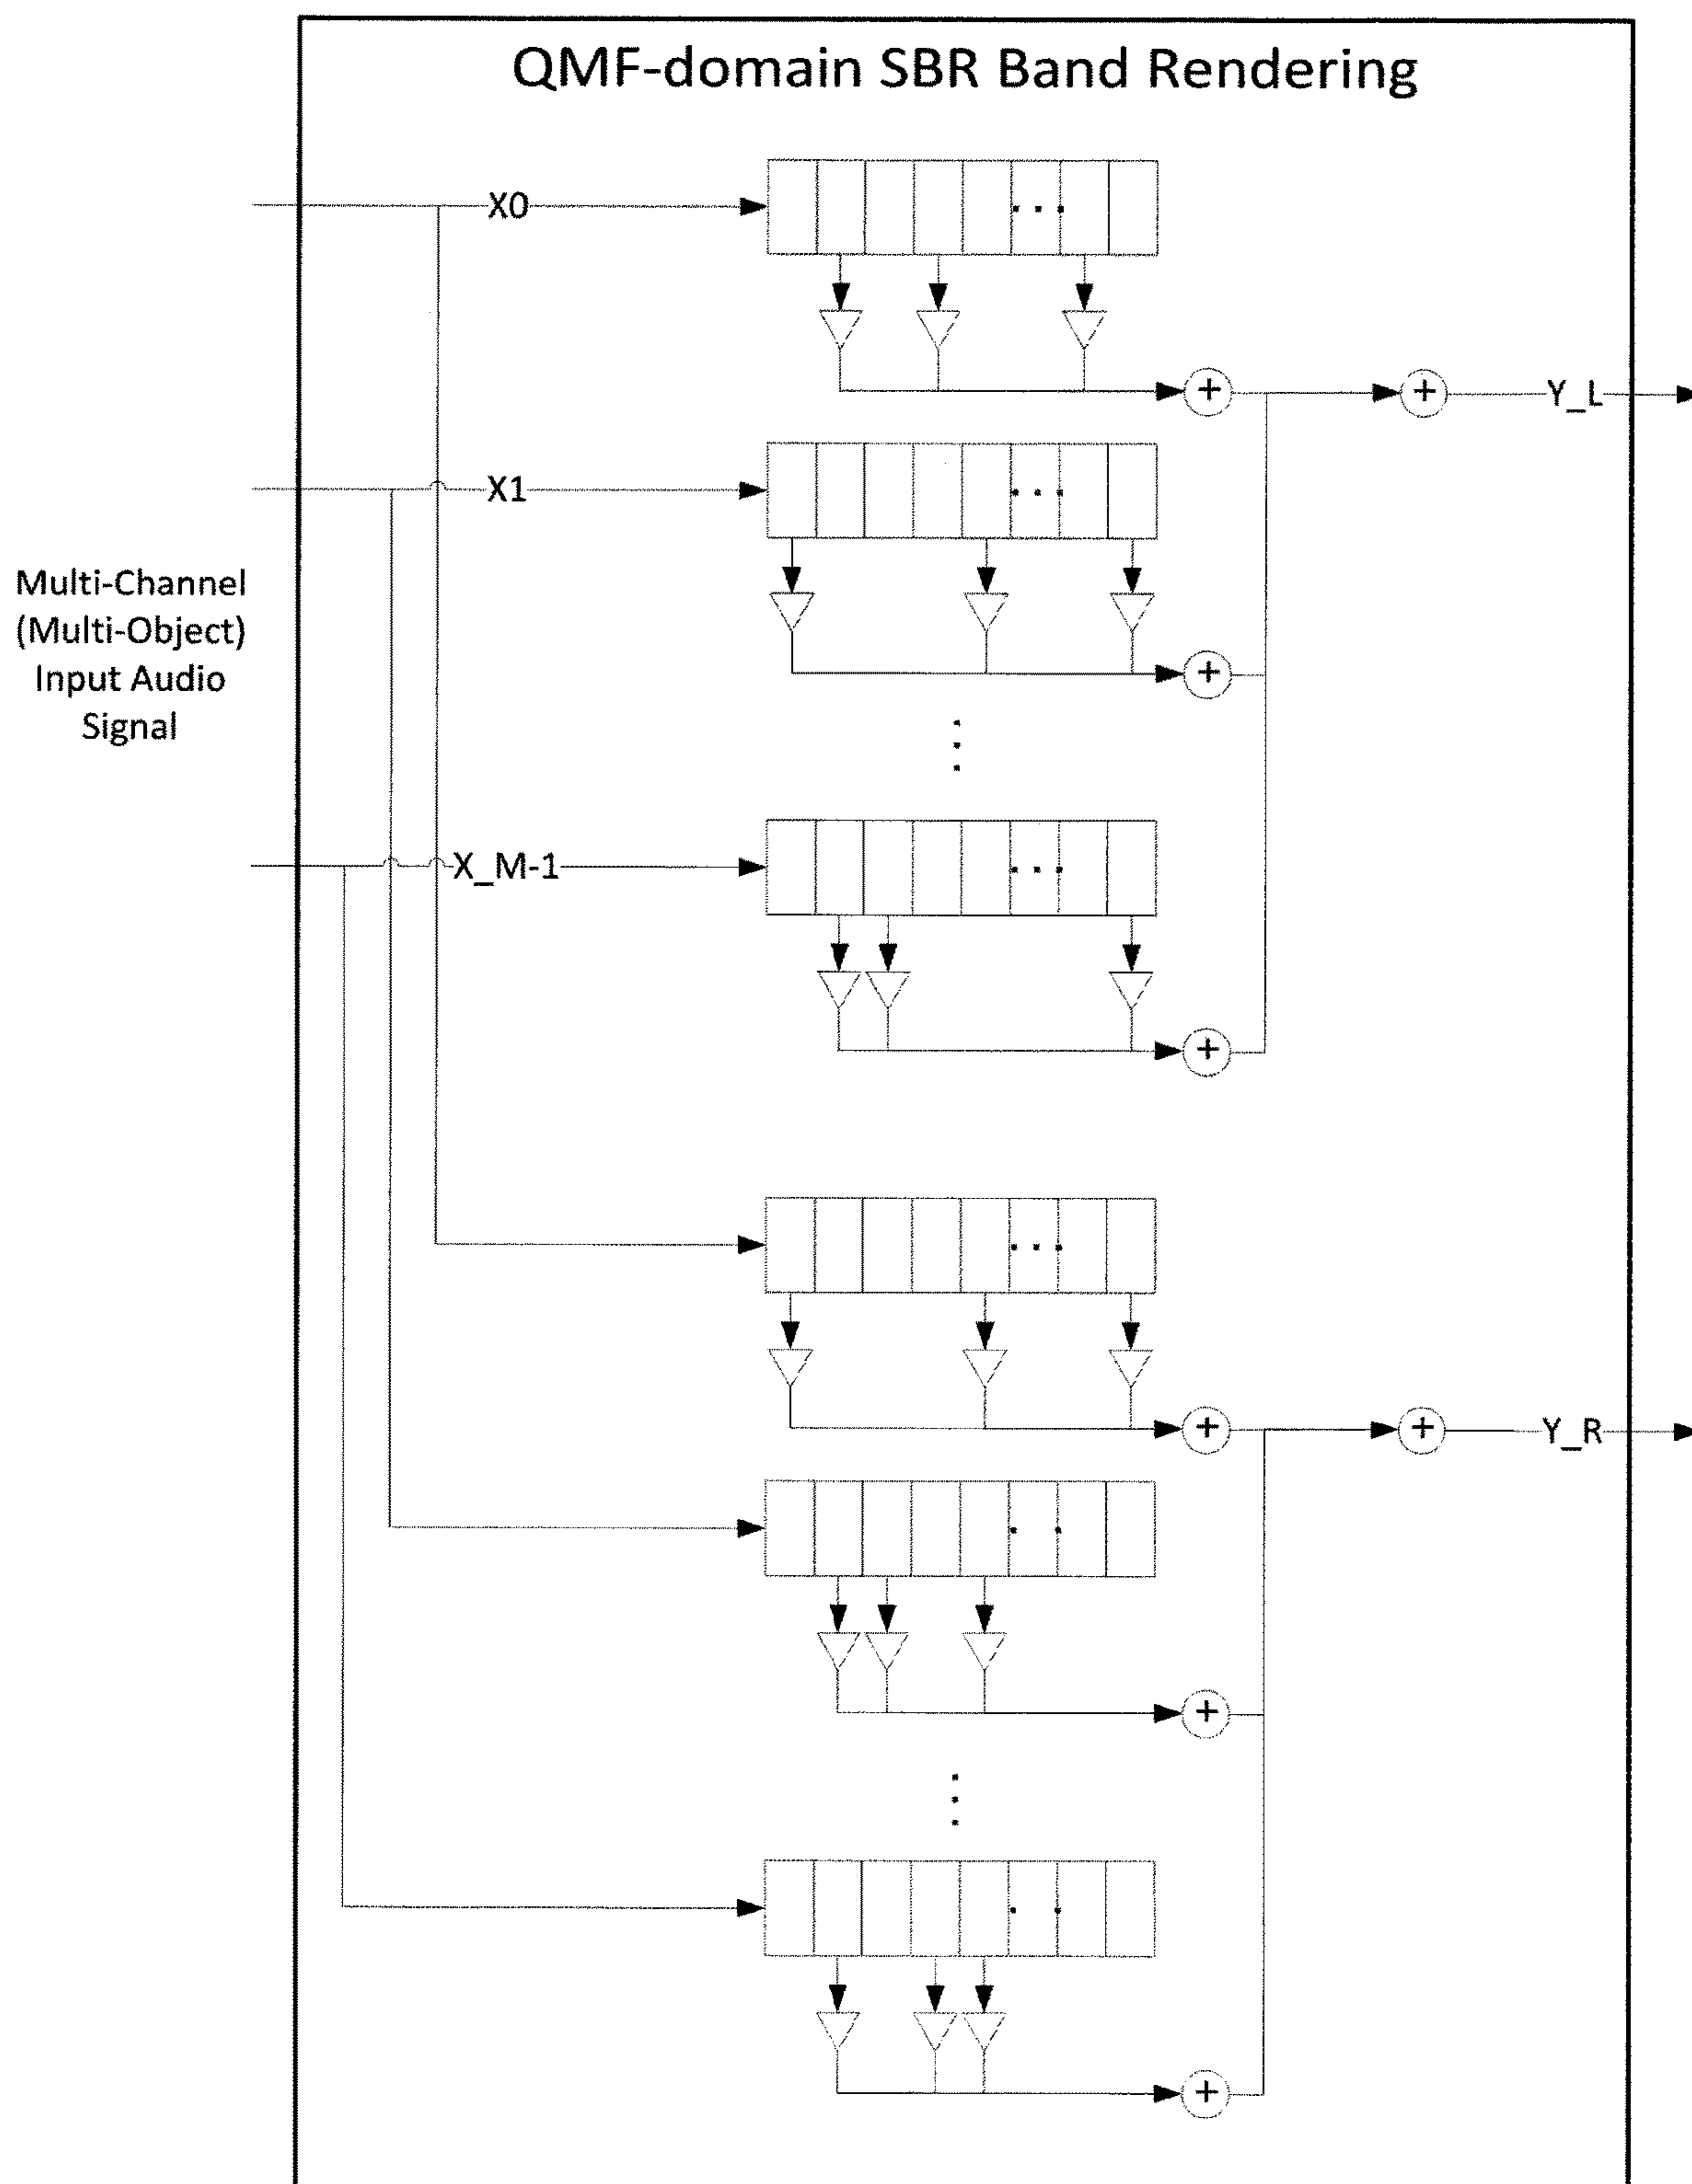 QMF-domain SBR Band Rendering
X0
Y_L
X1
Multi-Channel
(Multi-Object)
Input Audio
Signal
X_M-1
Y_R